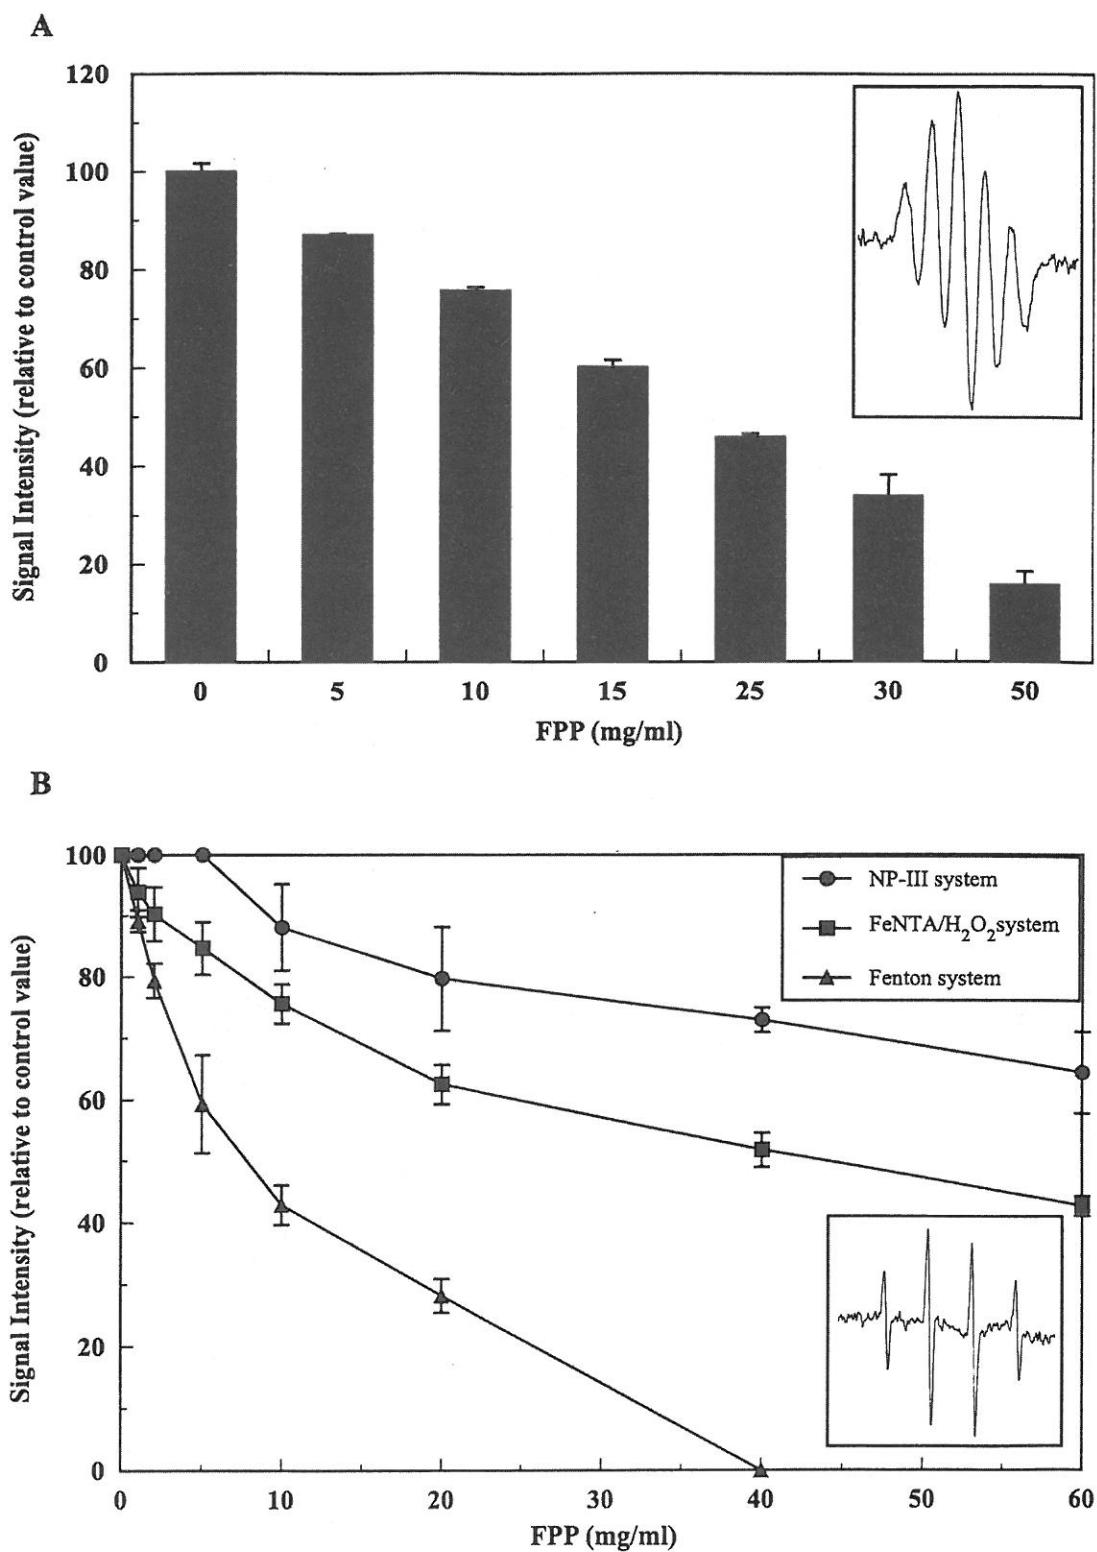 A
Signal Intensity (relative to control value)
120
100
80
60
40
20
0
0 5 10 15 25 30 50
FPP (mg/ml)
B
Signal Intensity (relative to control value)
100
80
60
40
20
0
NP-III system
FeNTA/H₂O₂system
Fenton system
0 10 20 30 40 50 60
FPP (mg/ml)